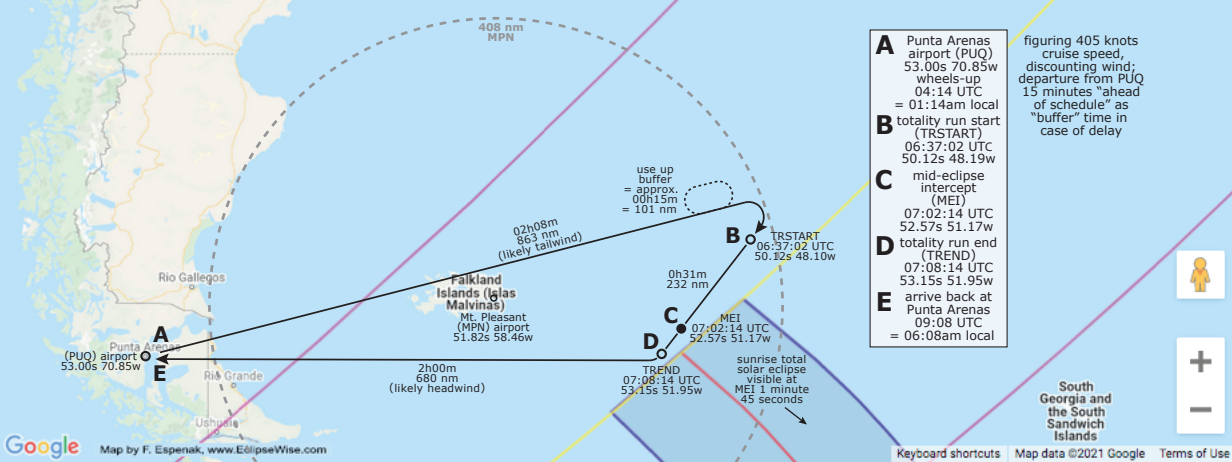 408 nm
MPN
A
Punta Arenas
airport (PUQ)
53.00s 70.85w
wheels-up
04:14 UTC
= 01:14am local
B
totality run start
(TRSTART)
06:37:02 UTC
50.12s 48.19w
C
mid-eclipse
intercept
(MEI)
07:02:14 UTC
52.57s 51.17w
D
totality run end
(TREND)
07:08:14 UTC
53.15s 51.95w
E
arrive back at
Punta Arenas
09:08 UTC
= 06:08am local
figuring 405 knots
cruise speed,
discounting wind;
departure from PUQ
15 minutes “ahead
of schedule” as
“buffer” time in
case of delay
use up
buffer
= approx.
00h15m
= 101 nm
02h08m
863 nm
(likely tailwind)
B
TRSTART
06:37:02 UTC
50.12s 48.10w
0h31m
232 nm
Río Gallegos
Falkland
Islands (Islas
Malvinas)
Mt. Pleasant
(MPN) airport
51.82s 58.46w
C
MEI
07:02:14 UTC
52.57s 51.17w
D
TREND
07:08:14 UTC
53.15s 51.95w
A
Punta Arenas
(PUQ) airport
53.00s 70.85w
E
2h00m
680 nm
(likely headwind)
Río Grande
Ushuaia
sunrise total
solar eclipse
visible at
MEI 1 minute
45 seconds
South
Georgia and
the South
Sandwich
Islands
+
−
Google
Map by F. Espenak, www.EclipseWise.com
Keyboard shortcuts
Map data ©2021 Google
Terms of Use